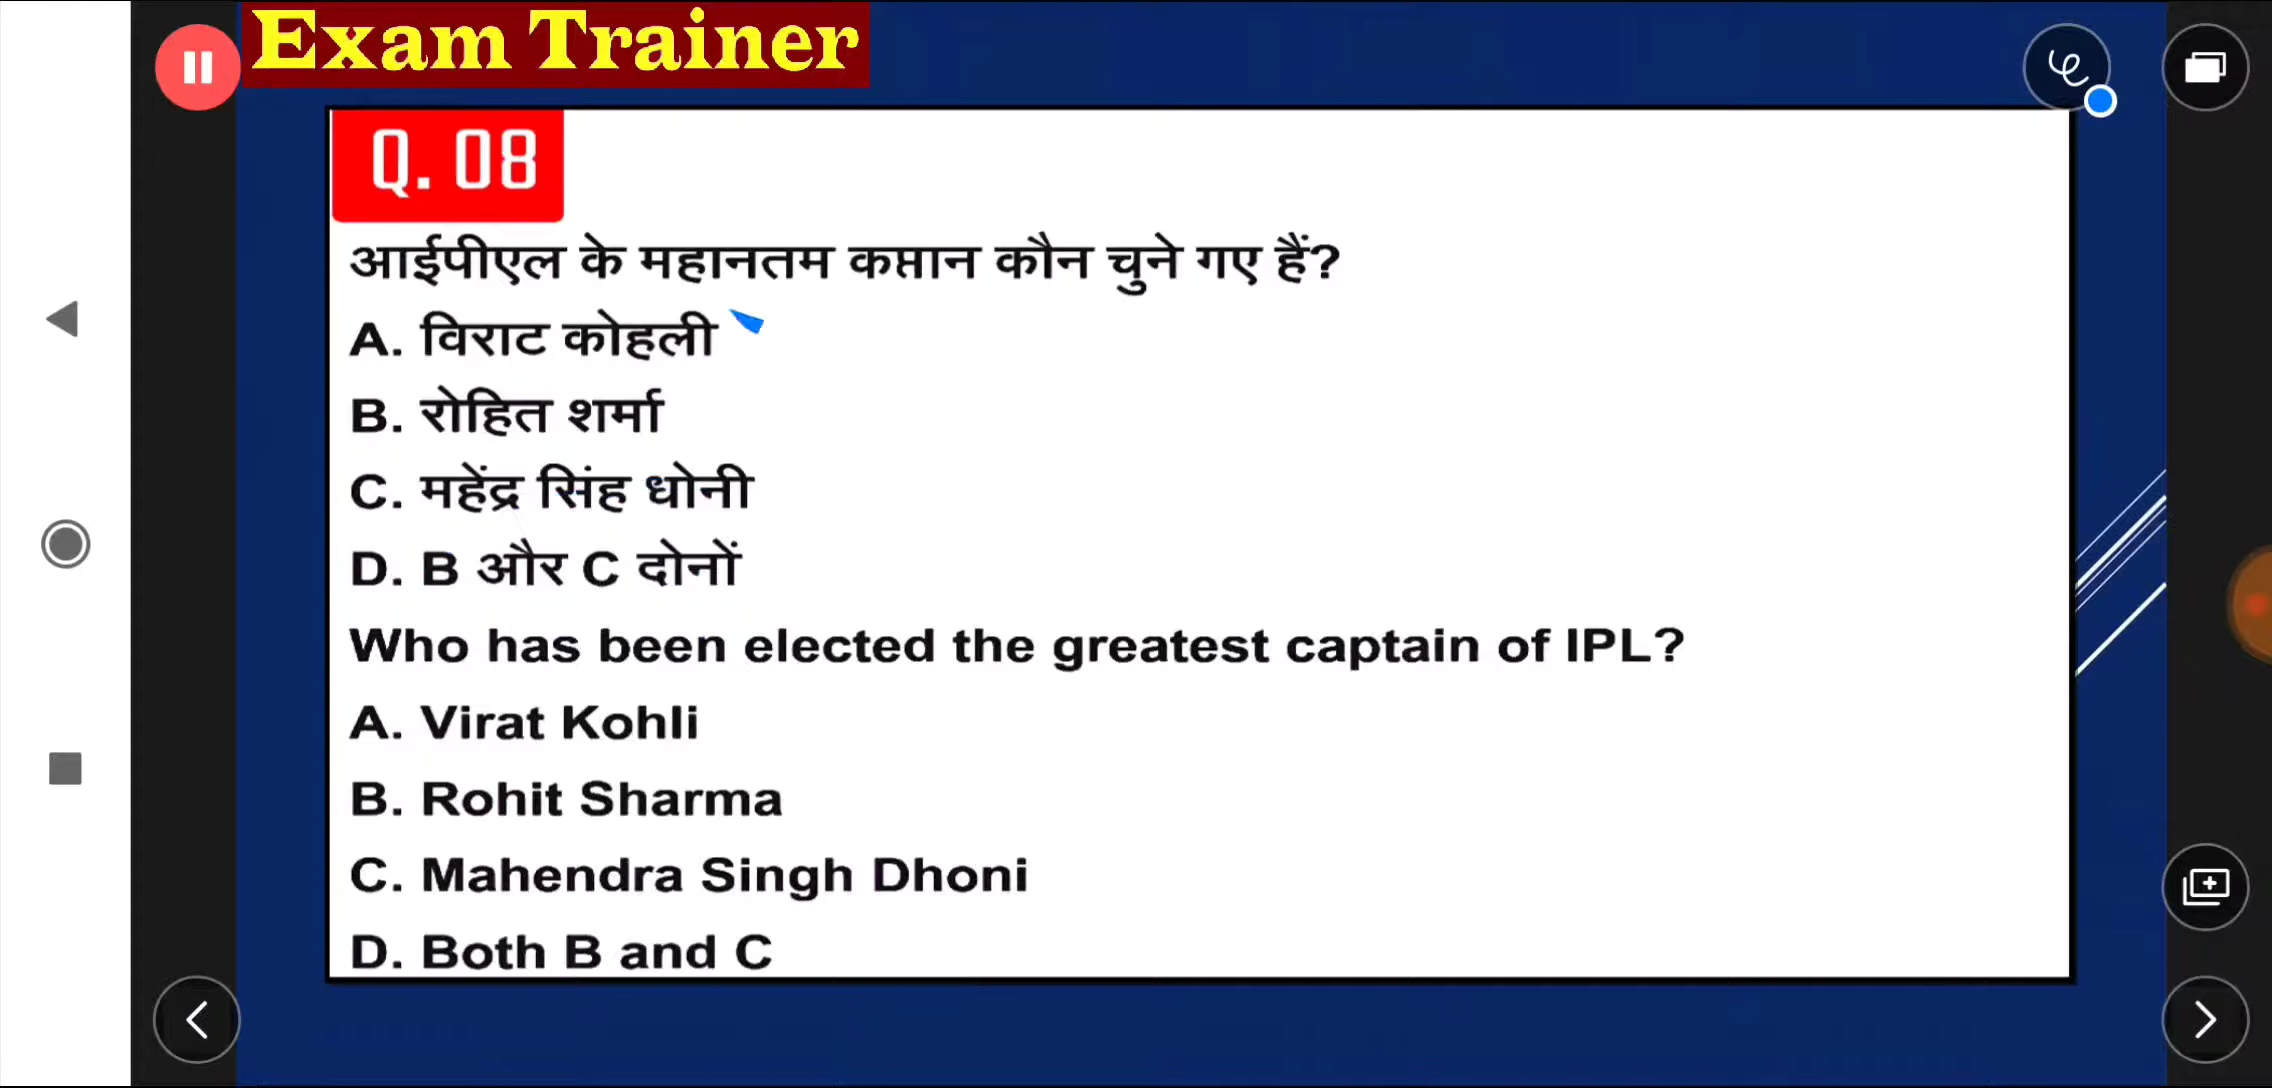 Exam Trainer
Q. 08
आईपीएल के महानतम कप्तान कौन चुने गए हैं?
A. विराट कोहली
B. रोहित शर्मा
C. महेंद्र सिंह धोनी
D. B और C दोनों
Who has been elected the greatest captain of IPL?
A. Virat Kohli
B. Rohit Sharma
C. Mahendra Singh Dhoni
D. Both B and C